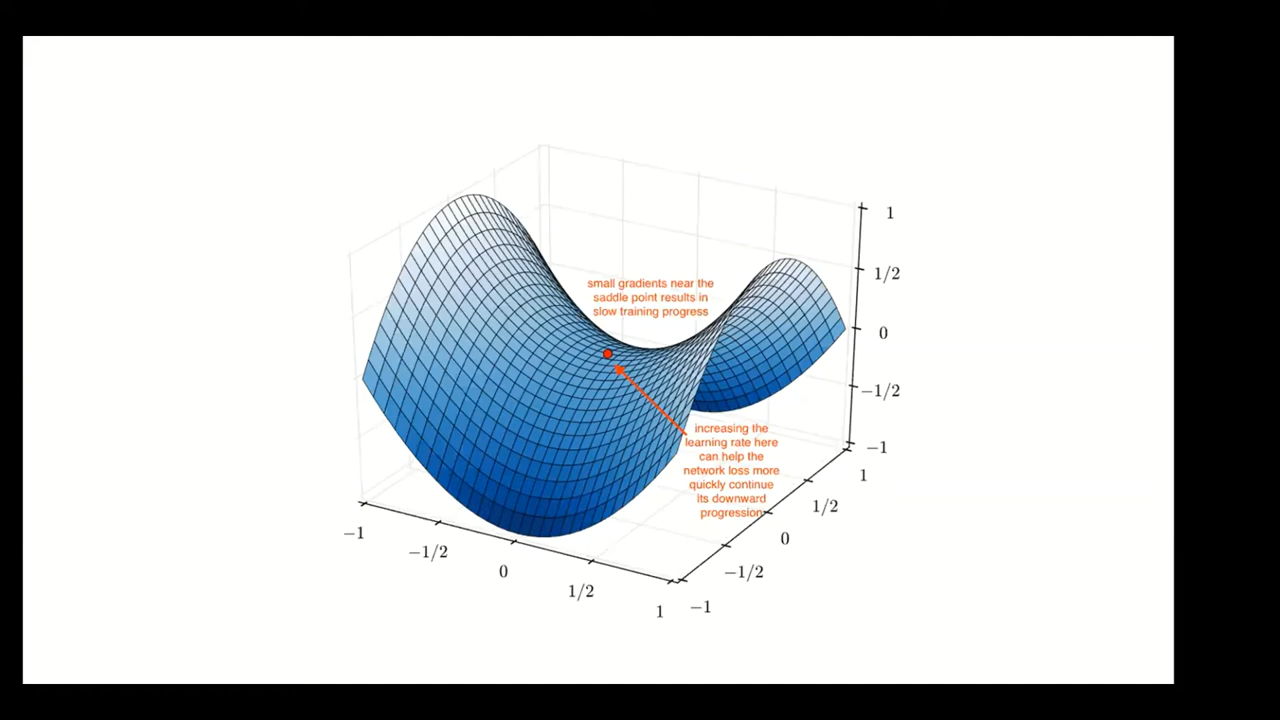 small gradients near the
saddle point results in
slow training progress
increasing the
learning rate here
can help the
network loss more
quickly continue
its downward
progression
1
1/2
0
−1/2
−1
1
1/2
0
−1/2
−1
−1
−1/2
0
1/2
1